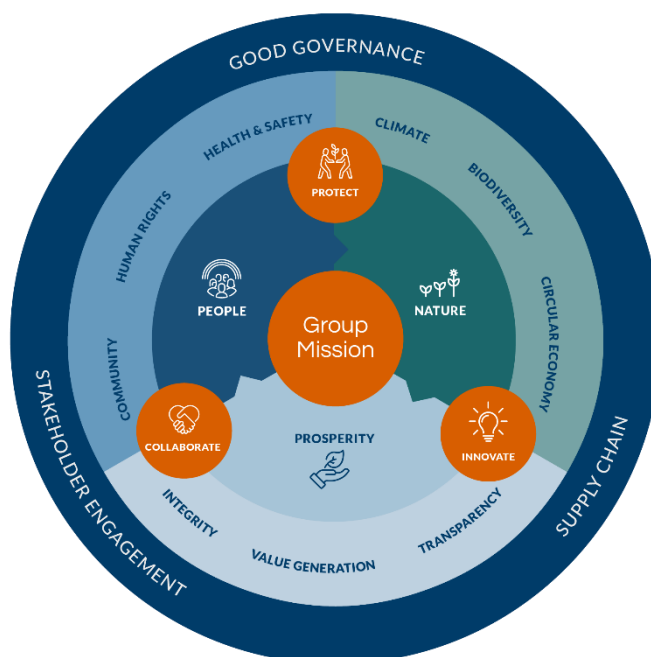 GOOD GOVERNANCE
HEALTH & SAFETY
CLIMATE
PROTECT
BIODIVERSITY
HUMAN RIGHTS
PEOPLE
NATURE
Group
Mission
CIRCULAR ECONOMY
COMMUNITY
COLLABORATE
PROSPERITY
INNOVATE
INTEGRITY
VALUE GENERATION
TRANSPARENCY
STAKEHOLDER ENGAGEMENT
SUPPLY CHAIN